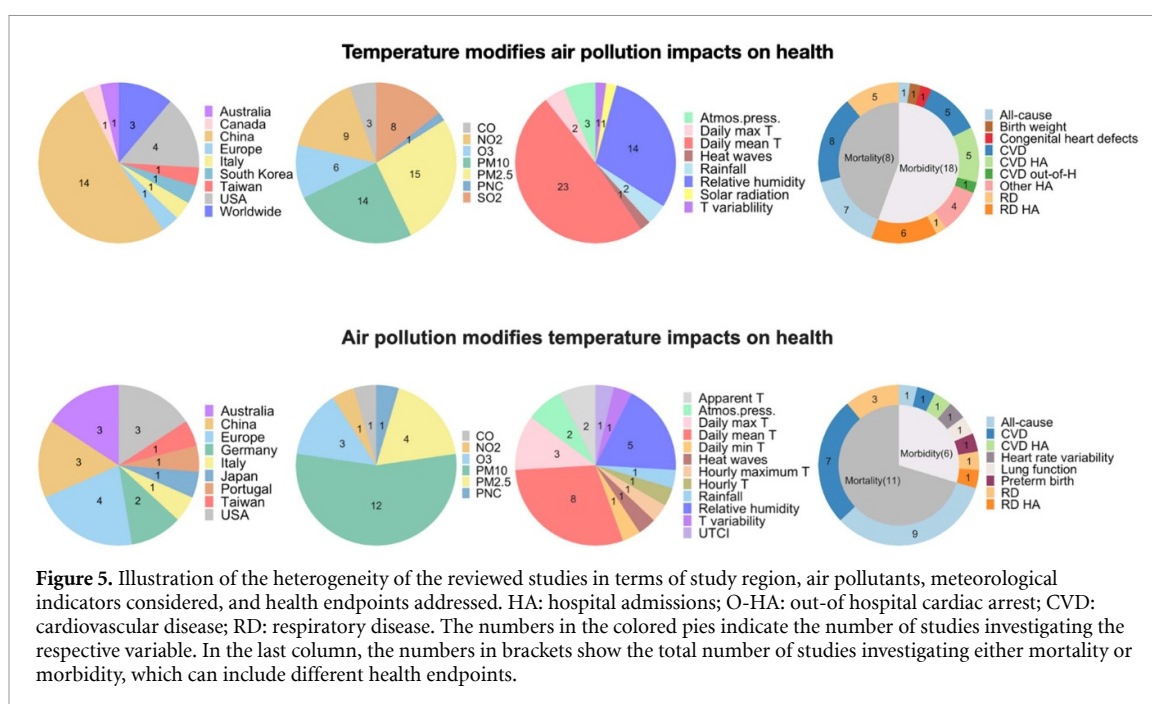 Temperature modifies air pollution impacts on health
3
4
1
1
1
1
14
1
1
Australia
Canada
China
Europe
Italy
South Korea
Taiwan
USA
Worldwide
8
1
15
14
6
9
3
CO
NO2
O3
PM10
PM2.5
PNC
SO2
1
1
14
2
1
23
2
3
Atmos.press.
Daily max T
Daily mean T
Heat waves
Rainfall
Relative humidity
Solar radiation
T variablility
Mortality(8)
Morbidity(18)
1
1
1
5
5
1
4
1
6
7
8
5
All-cause
Birth weight
Congenital heart defects
CVD
CVD HA
CVD out-of-H
Other HA
RD
RD HA
Air pollution modifies temperature impacts on health
3
1
1
1
1
2
4
3
3
Australia
China
Europe
Germany
Italy
Japan
Portugal
Taiwan
USA
1
4
12
3
1
1
CO
NO2
O3
PM10
PM2.5
PNC
1
1
5
1
1
1
1
1
8
3
2
2
Apparent T
Atmos.press.
Daily max T
Daily mean T
Daily min T
Heat waves
Hourly maximum T
Hourly T
Rainfall
Relative humidity
T variability
UTCI
Mortality(11)
Morbidity(6)
1
1
1
1
1
1
1
1
9
7
3
All-cause
CVD
CVD HA
Heart rate variability
Lung function
Preterm birth
RD
RD HA
Figure 5. Illustration of the heterogeneity of the reviewed studies in terms of study region, air pollutants, meteorological
indicators considered, and health endpoints addressed. HA: hospital admissions; O-HA: out-of hospital cardiac arrest; CVD:
cardiovascular disease; RD: respiratory disease. The numbers in the colored pies indicate the number of studies investigating the
respective variable. In the last column, the numbers in brackets show the total number of studies investigating either mortality or
morbidity, which can include different health endpoints.